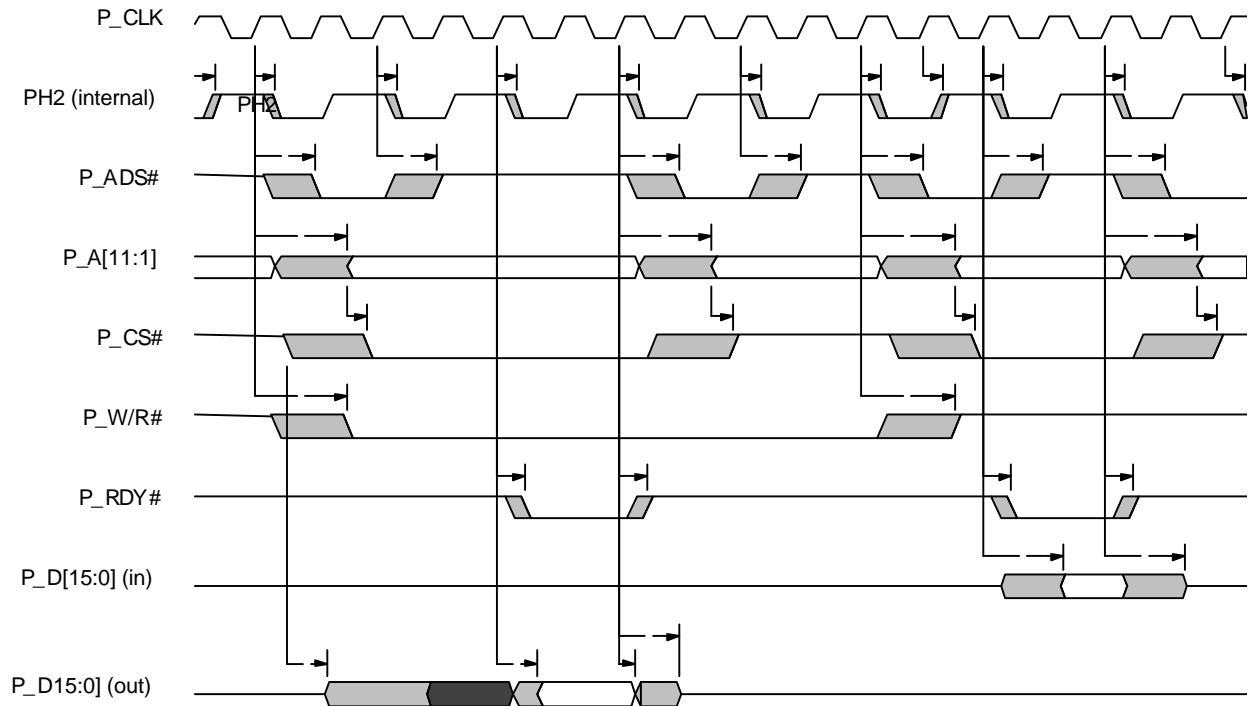 P_CLK
PH2 (internal)
PH2
P_ADS#
P_A[11:1]
P_CS#
P_W/R#
P_RDY#
P_D[15:0] (in)
P_D15:0] (out)